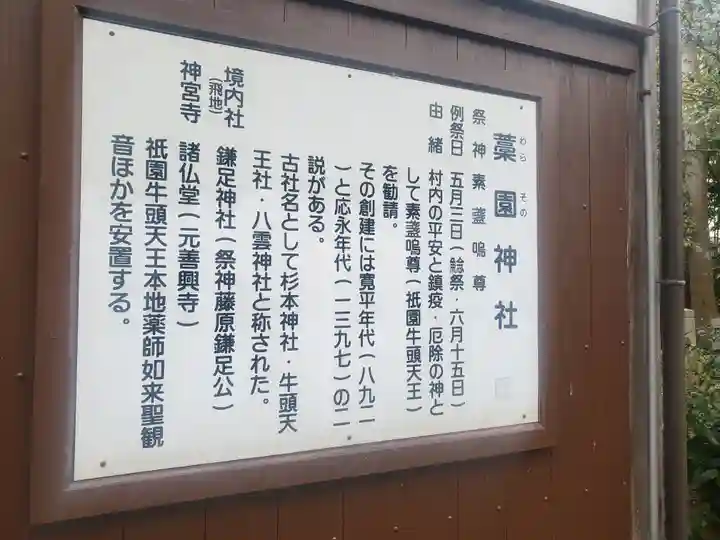 藁園神社
わら その
祭神 素盞嗚尊
例祭日 五月三日(鯰祭・六月十五日)
由緒 村内の平安と鎮疫・厄除の神と
して素盞嗚尊(祇園牛頭天王)
を勧請。
その創建には寛平年代(八九二
)と応永年代(一三九七)の二
説がある。
古社名として杉本神社・牛頭天
王社・八雲神社と称された。
境内社 鎌足神社(祭神藤原鎌足公)
(飛地)
神宮寺 諸仏堂(元善興寺)
祇園牛頭天王本地薬師如来聖観
音ほかを安置する。